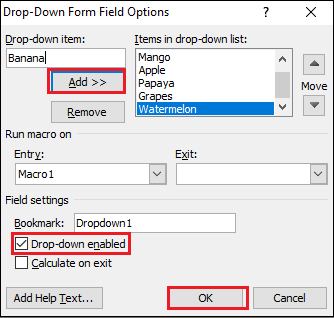 Drop-Down Form Field Options
?
Drop-down item:
Items in drop-down list:
Banana
Add >>
Remove
Mango
Apple
Papaya
Grapes
Watermelon
Move
Run macro on
Entry:
Exit:
Macro1
Field settings
Bookmark: Dropdown1
Drop-down enabled
Calculate on exit
Add Help Text...
OK
Cancel